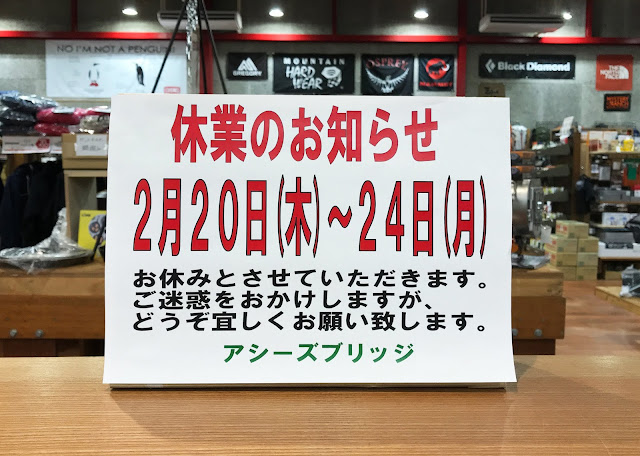 NO I'M NOT A PENGUIN
GREGORY
MOUNTAIN
HARD
WEAR
OSPREY
MAMMUT
Black Diamond
THE
NORTH
FACE
休業のお知らせ
2月20日(木)～24日(月)
お休みとさせていただきます。
ご迷惑をおかけしますが、
どうぞ宜しくお願い致します。
アシーズブリッジ